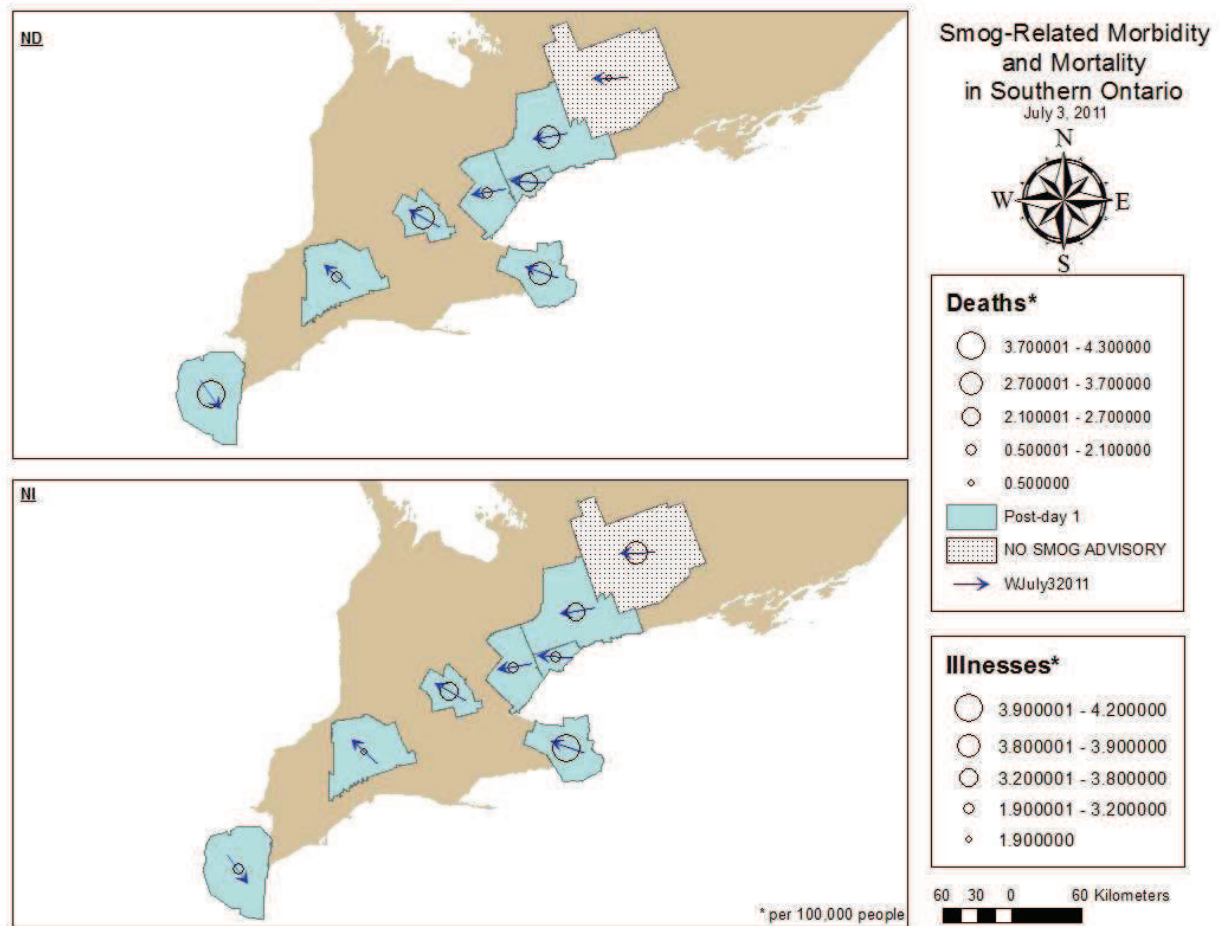 ND
NI
* per 100,000 people
Smog-Related Morbidity
and Mortality
in Southern Ontario
July 3, 2011
N
W
E
S
Deaths*
3.700001 - 4.300000
2.700001 - 3.700000
2.100001 - 2.700000
0.500001 - 2.100000
0.500000
Post-day 1
NO SMOG ADVISORY
WJuly32011
Illnesses*
3.900001 - 4.200000
3.800001 - 3.900000
3.200001 - 3.800000
1.900001 - 3.200000
1.900000
60 30 0 60 Kilometers